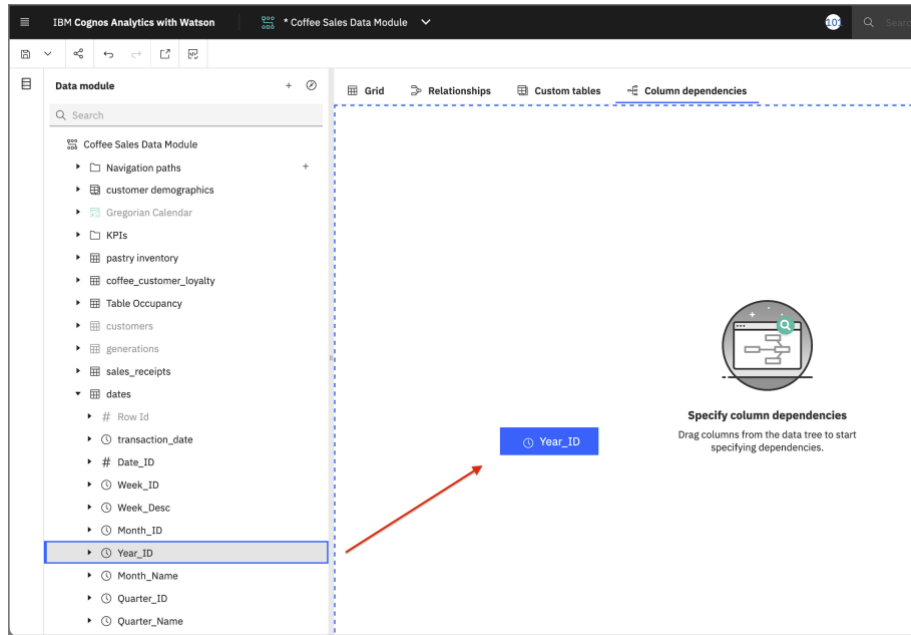 IBM Cognos Analytics with Watson
* Coffee Sales Data Module
101
Search
Data module
Grid
Relationships
Custom tables
Column dependencies
Search
Coffee Sales Data Module
Navigation paths
customer demographics
Gregorian Calendar
KPIs
pastry inventory
coffee_customer_loyalty
Table Occupancy
customers
generations
sales_receipts
dates
# Row Id
transaction_date
# Date_ID
Week_ID
Week_Desc
Month_ID
Year_ID
Month_Name
Quarter_ID
Quarter_Name
Year_ID
Specify column dependencies
Drag columns from the data tree to start
specifying dependencies.